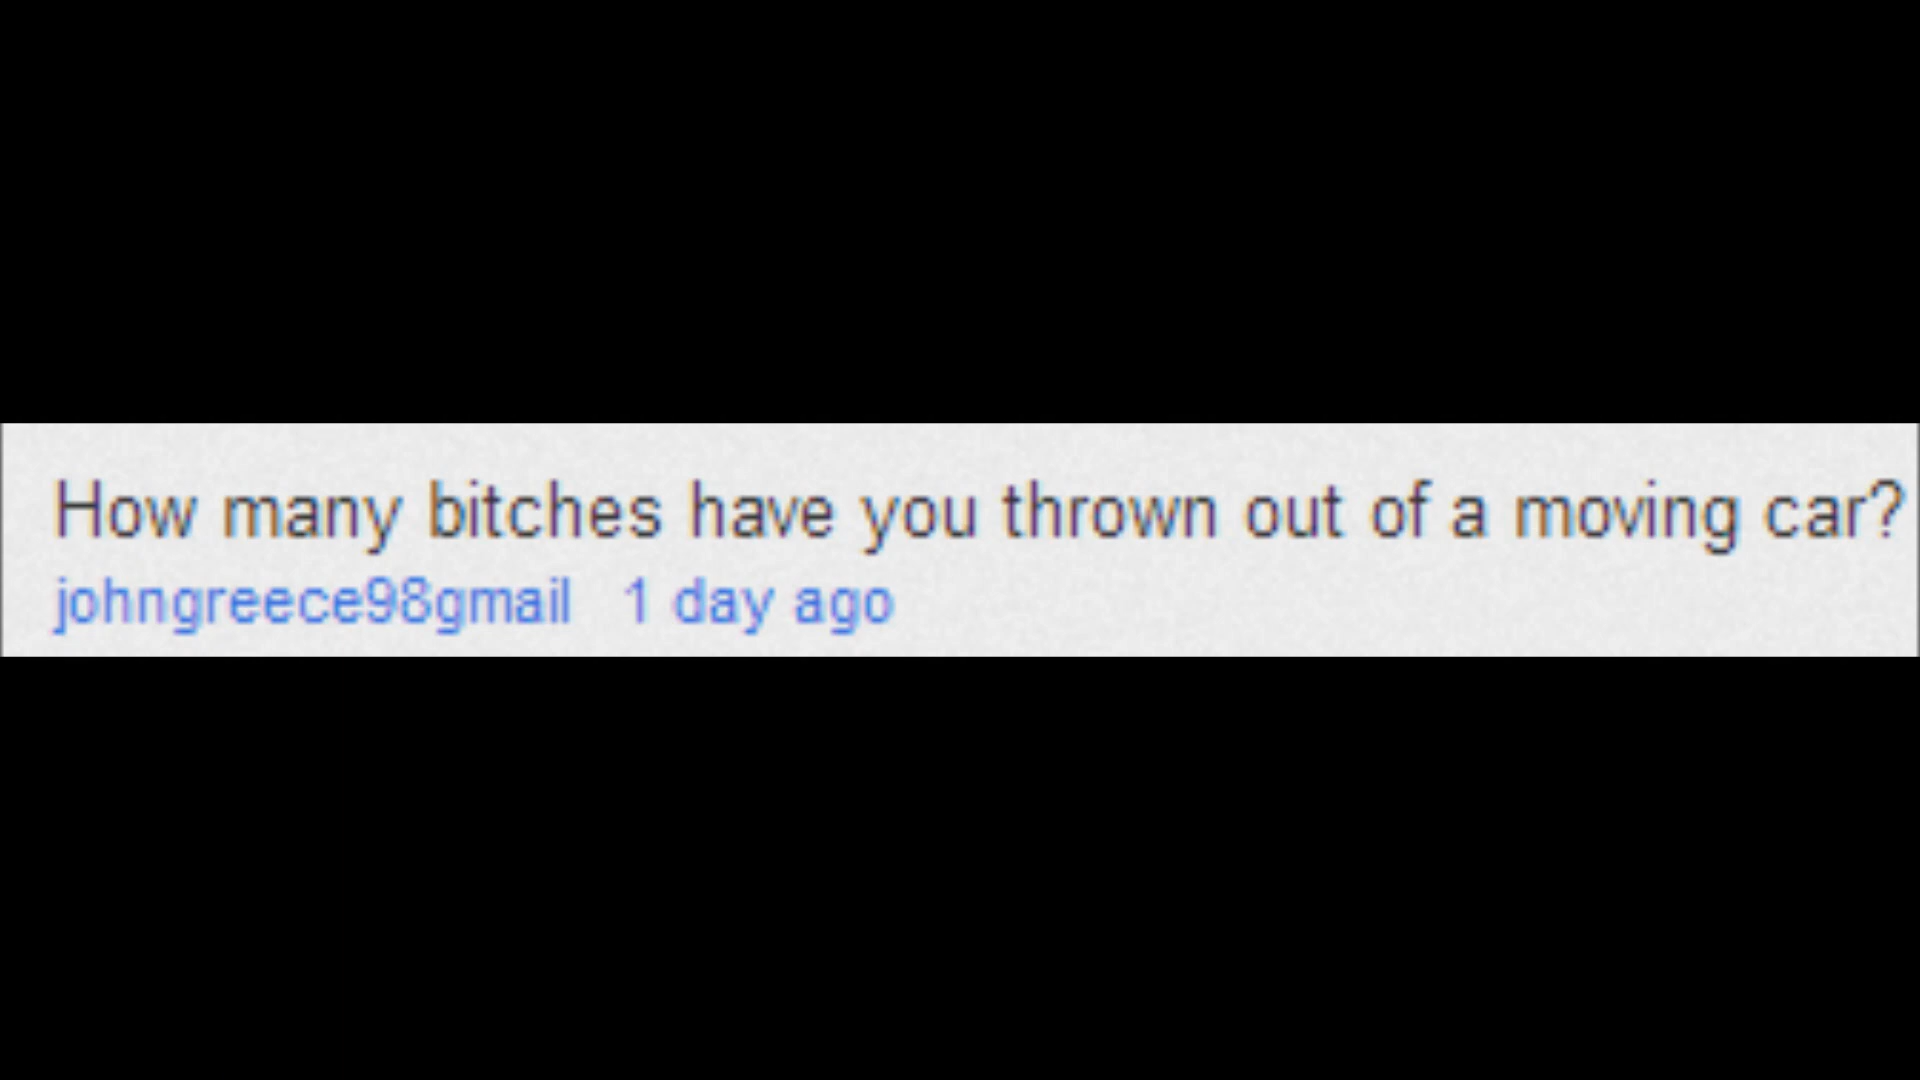 How many bitches have you thrown out of a moving car?
johngreece98gmail 1 day ago